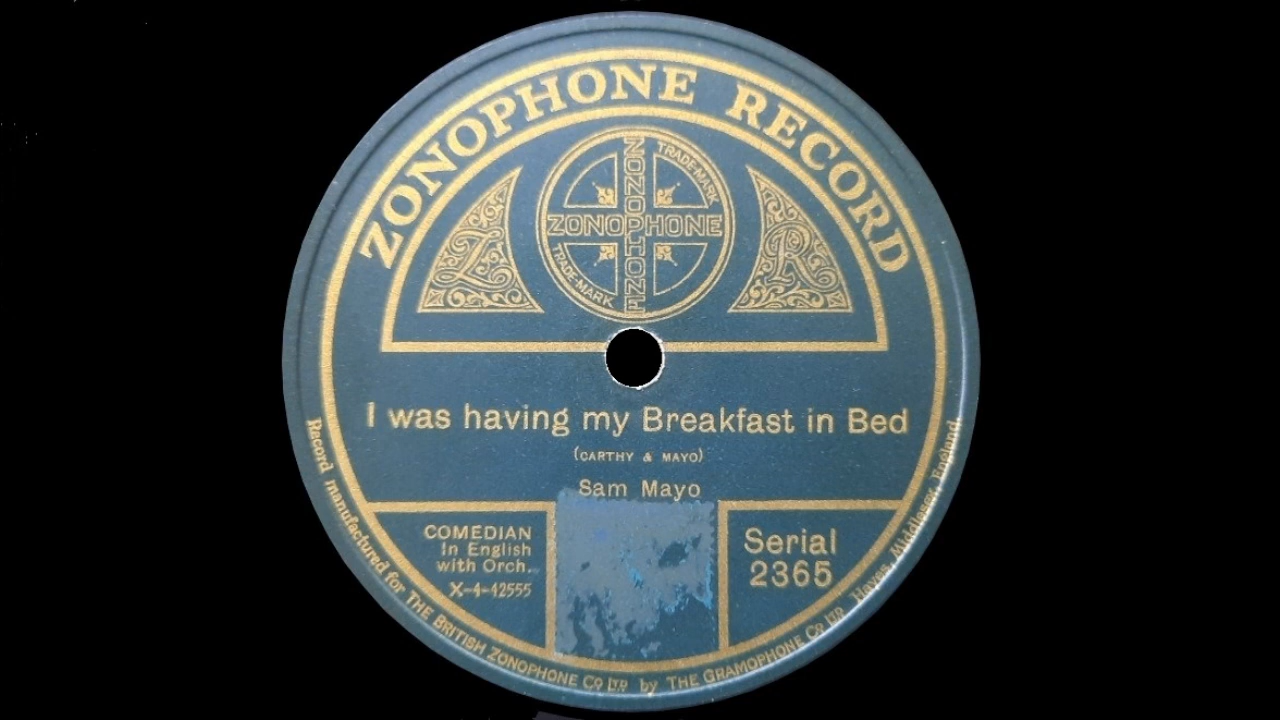 ZONOPHONE RECORD
ZONOPHONE
ZONOPHONE
TRADE-MARK
TRADE-MARK
Z
R
I was having my Breakfast in Bed
(CARTHY & MAYO)
Sam Mayo
COMEDIAN
In English
with Orch.
X-4-42555
Serial
2365
Record manufactured for THE BRITISH ZONOPHONE CO LTD by THE GRAMOPHONE CO LTD Hayes, Middlesex, England.